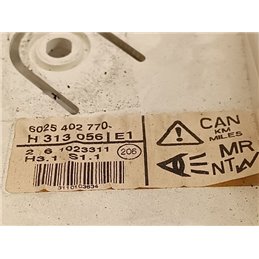 6025 402 770-
H 313 056 E1
2 6 1023311 206
H3.1 S1.1
CAN
KM
MILES
MR
NT
3110103634